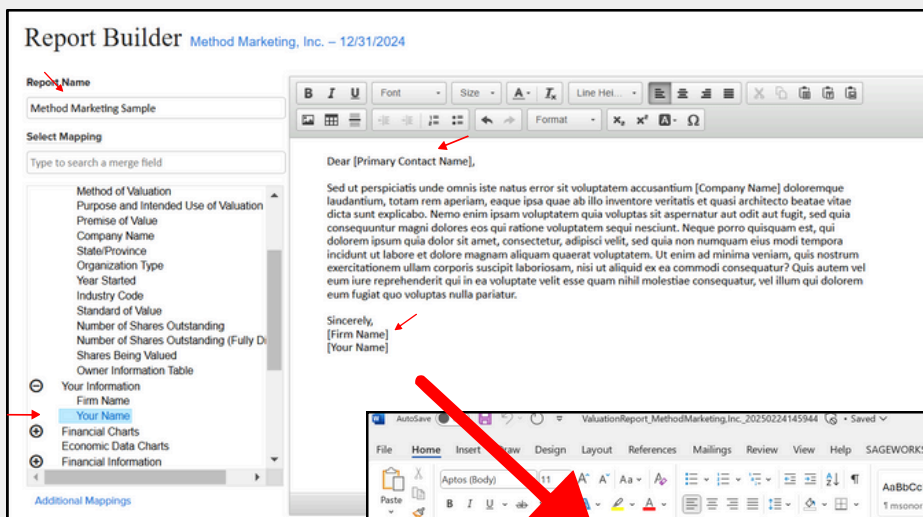 Report Builder Method Marketing, Inc. – 12/31/2024
Report Name
Method Marketing Sample
Select Mapping
Type to search a merge field
Method of Valuation
Purpose and Intended Use of Valuation
Premise of Value
Company Name
State/Province
Organization Type
Year Started
Industry Code
Standard of Value
Number of Shares Outstanding
Number of Shares Outstanding (Fully Di
Shares Being Valued
Owner Information Table
Your Information
Firm Name
Your Name
Financial Charts
Economic Data Charts
Financial Information
Additional Mappings
B I U Font Size A Tx Line Hei...
Format x₂ x² A Ω
Dear [Primary Contact Name],
Sed ut perspiciatis unde omnis iste natus error sit voluptatem accusantium [Company Name] doloremque
laudantium, totam rem aperiam, eaque ipsa quae ab illo inventore veritatis et quasi architecto beatae vitae
dicta sunt explicabo. Nemo enim ipsam voluptatem quia voluptas sit aspernatur aut odit aut fugit, sed quia
consequuntur magni dolores eos qui ratione voluptatem sequi nesciunt. Neque porro quisquam est, qui
dolorem ipsum quia dolor sit amet, consectetur, adipisci velit, sed quia non numquam eius modi tempora
incidunt ut labore et dolore magnam aliquam quaerat voluptatem. Ut enim ad minima veniam, quis nostrum
exercitationem ullam corporis suscipit laboriosam, nisi ut aliquid ex ea commodi consequatur? Quis autem vel
eum iure reprehenderit qui in ea voluptate velit esse quam nihil molestiae consequatur, vel illum qui dolorem
eum fugiat quo voluptas nulla pariatur.
Sincerely,
[Firm Name]
[Your Name]
AutoSave ValuationReport_MethodMarketing,Inc._20250224145944 • Saved
File Home Insert Draw Design Layout References Mailings Review View Help SAGEWORKS
Paste Aptos (Body) 11 A A Aa A AaBbCc
B I U ab A A ¶ msonor